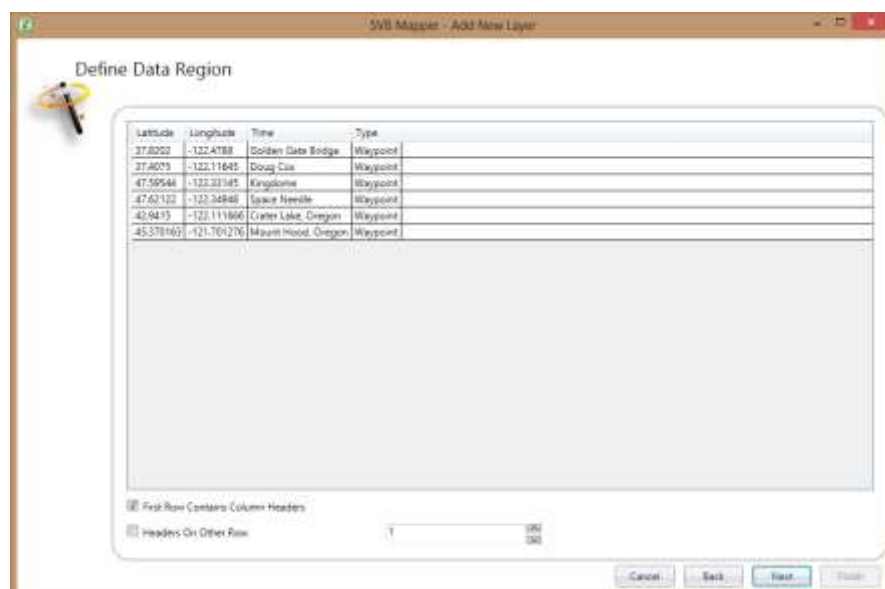 SVB Mapper - Add New Layer
Define Data Region
Latitude Longitude Time Type
37.8202 -122.4788 Golden Gate Bridge Waypoint
37.4075 -122.11645 Doug Cox Waypoint
47.59544 -122.33145 Kingdome Waypoint
47.62122 -122.34848 Space Needle Waypoint
42.9415 -122.111666 Crater Lake, Oregon Waypoint
45.370163 -121.701276 Mount Hood, Oregon Waypoint
First Row Contains Column Headers
Headers On Other Row 1
Cancel Back Next Finish